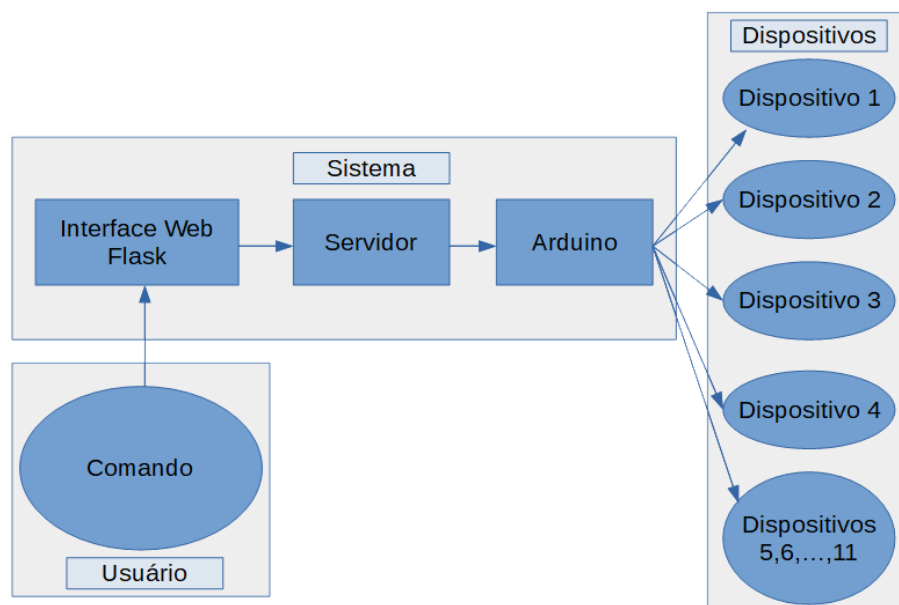 Dispositivos
Dispositivo 1
Dispositivo 2
Dispositivo 3
Dispositivo 4
Dispositivos
5,6,...,11
Sistema
Interface Web
Flask
Servidor
Arduino
Comando
Usuário